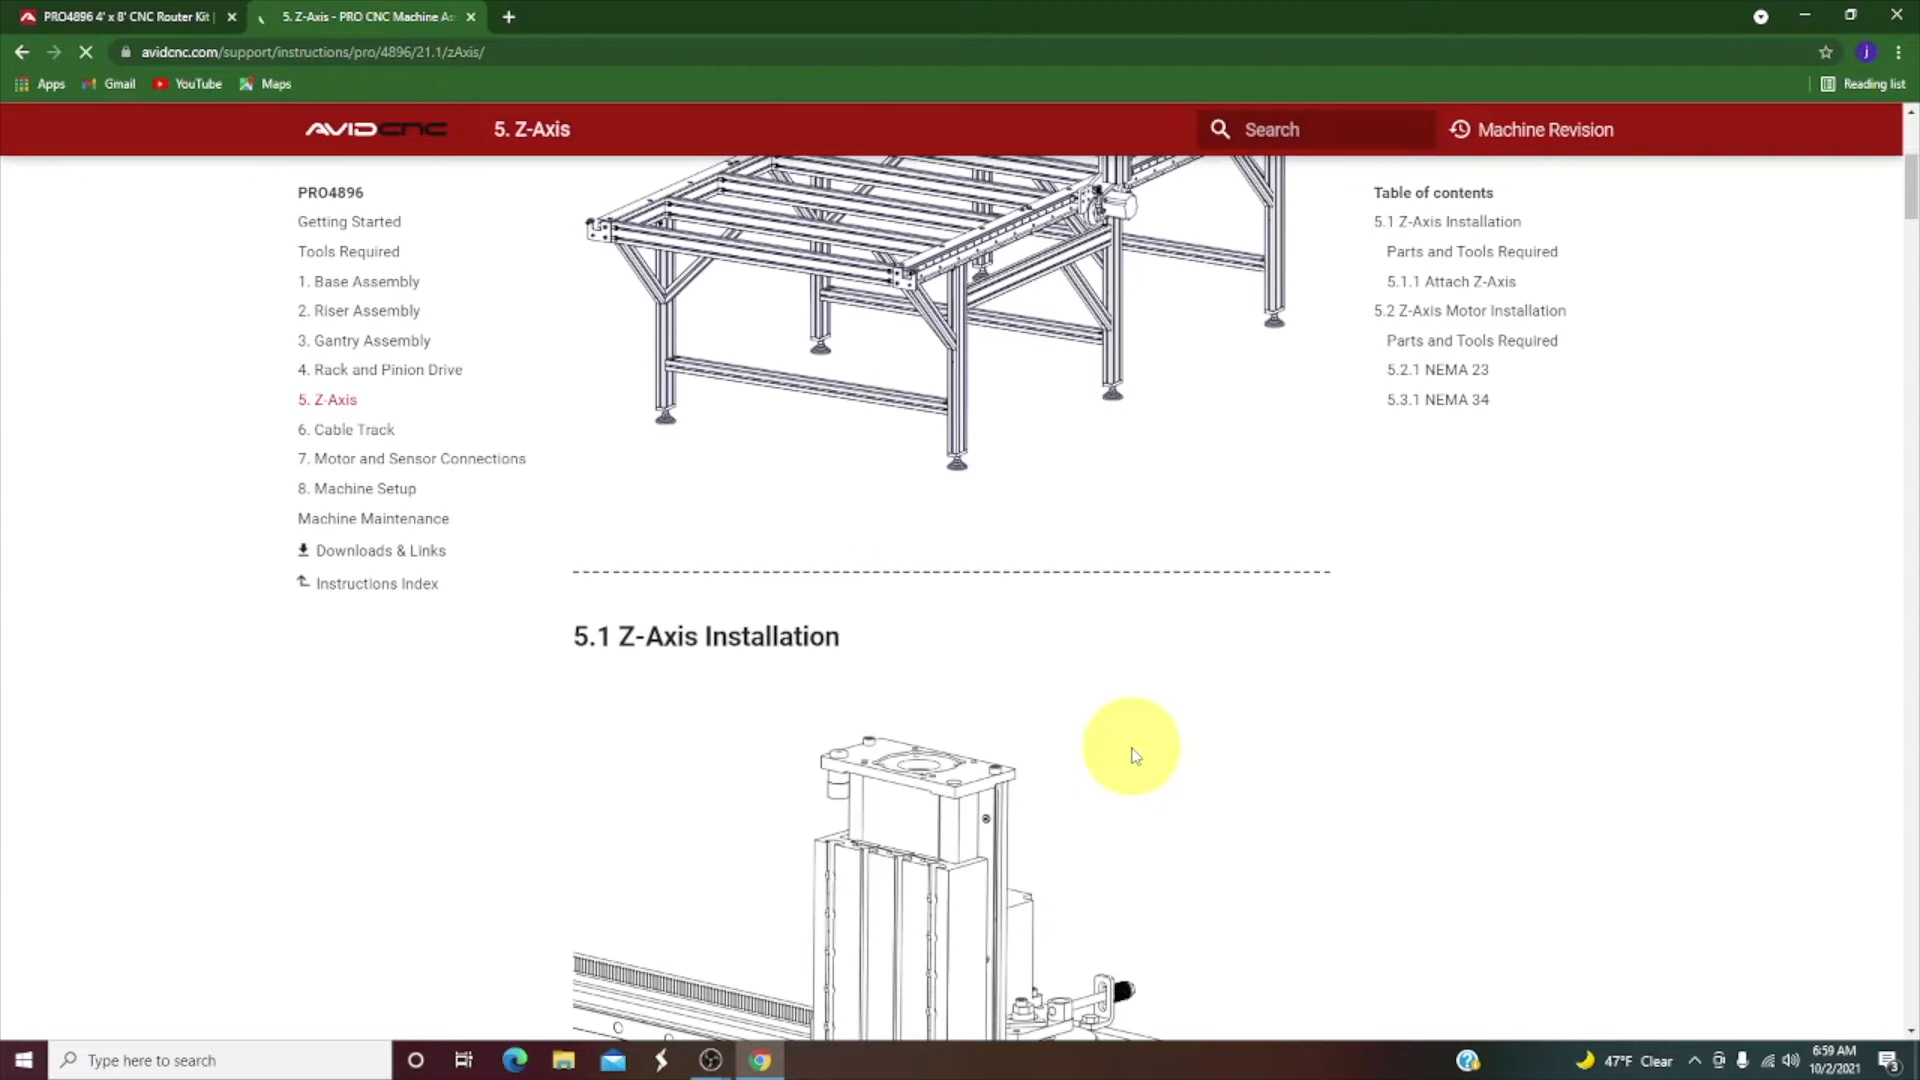 PRO4896 4' x 8' CNC Router Kit |
5. Z-Axis - PRO CNC Machine As
avidcnc.com/support/instructions/pro/4896/21.1/zAxis/
j
Apps
Gmail
YouTube
Maps
Reading list
AVIDCNC
5. Z-Axis
Search
Machine Revision
PRO4896
Getting Started
Tools Required
1. Base Assembly
2. Riser Assembly
3. Gantry Assembly
4. Rack and Pinion Drive
5. Z-Axis
6. Cable Track
7. Motor and Sensor Connections
8. Machine Setup
Machine Maintenance
Downloads & Links
Instructions Index
Table of contents
5.1 Z-Axis Installation
Parts and Tools Required
5.1.1 Attach Z-Axis
5.2 Z-Axis Motor Installation
Parts and Tools Required
5.2.1 NEMA 23
5.3.1 NEMA 34
5.1 Z-Axis Installation
Type here to search
47°F Clear
6:59 AM
10/2/2021
3